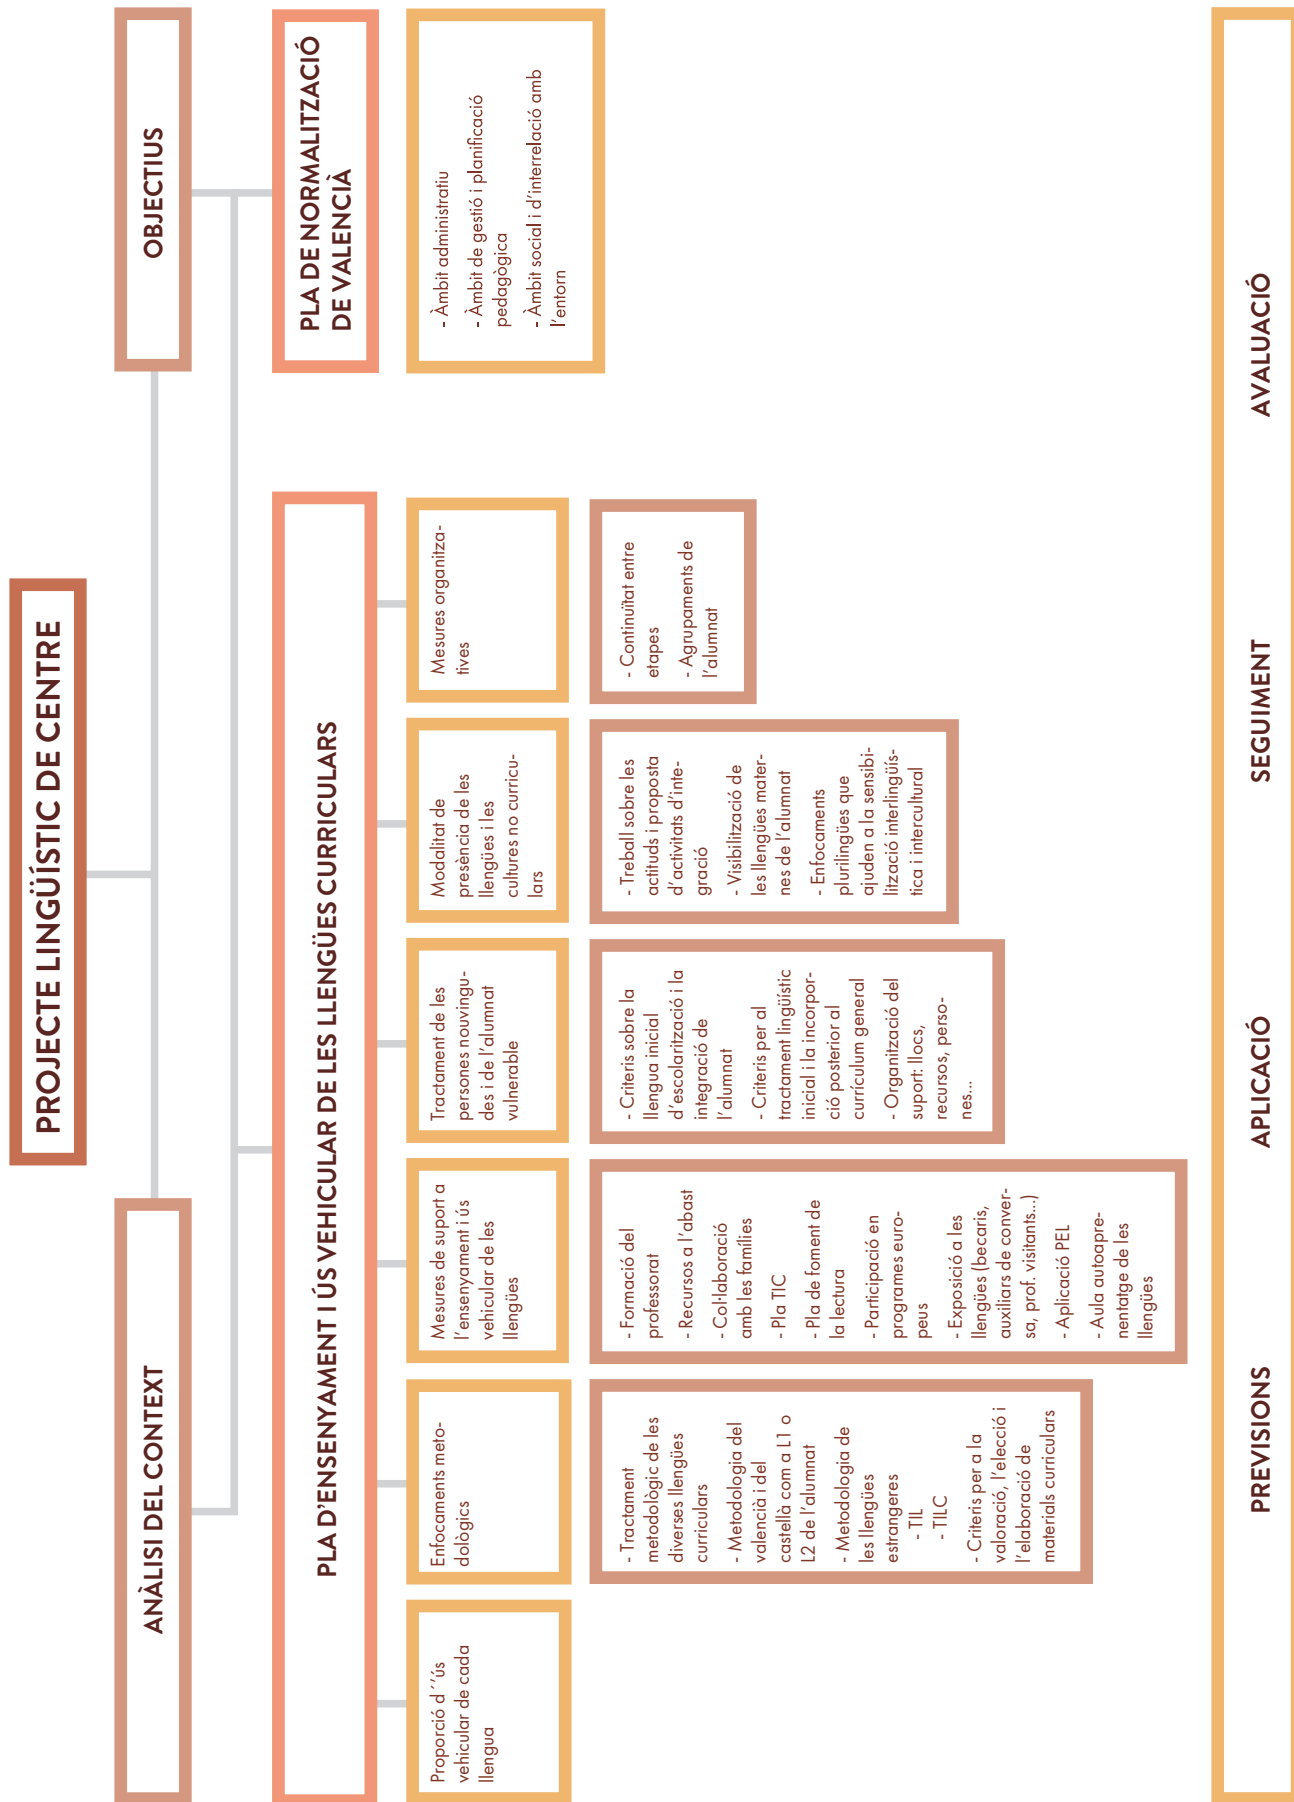 PROJECTE LINGÜÍSTIC DE CENTRE
ANÀLISI DEL CONTEXT
OBJECTIUS
PLA D'ENSENYAMENT I ÚS VEHICULAR DE LES LLENGÜES CURRICULARS
PLA DE NORMALITZACIÓ
DE VALENCIÀ
Proporció d´'ús
vehicular de cada
llengua
Enfocaments meto-
dològics
- Tractament
metodològic de les
diverses llengües
curriculars
- Metodologia del
valencià i del
castellà com a L1 o
L2 de l'alumnat
- Metodologia de
les llengües
estrangeres
- TIL
- TILC
- Criteris per a la
valoració, l'elecció i
l'elaboració de
materials curriculars
Mesures de suport a
l'ensenyament i ús
vehicular de les
llengües
- Formació del
professorat
- Recursos a l'abast
- Col·laboració
amb les famílies
- Pla TIC
- Pla de foment de
la lectura
- Participació en
programes euro-
peus
- Exposició a les
llengües (becaris,
auxiliars de conver-
sa, prof. visitants...)
- Aplicació PEL
- Aula autoapre-
nentatge de les
llengües
Tractament de les
persones nouvingu-
des i de l'alumnat
vulnerable
- Criteris sobre la
llengua inicial
d'escolarització i la
integració de
l'alumnat
- Criteris per al
tractament lingüístic
inicial i la incorpor-
ció posterior al
currículum general
- Organització del
suport: llocs,
recursos, perso-
nes...
Modalitat de
presència de les
llengües i les
cultures no curricu-
lars
- Treball sobre les
actituds i proposta
d'activitats d'inte-
gració
- Visibilització de
les llengües mater-
nes de l'alumnat
- Enfocaments
plurilingües que
ajuden a la sensibi-
lització interlingüís-
tica i intercultural
Mesures organitza-
tives
- Continuïtat entre
etapes
- Agrupaments de
l'alumnat
- Àmbit administratiu
- Àmbit de gestió i planificació
pedagògica
- Àmbit social i d'interrelació amb
l'entorn
PREVISIONS
APLICACIÓ
SEGUIMENT
AVALUACIÓ